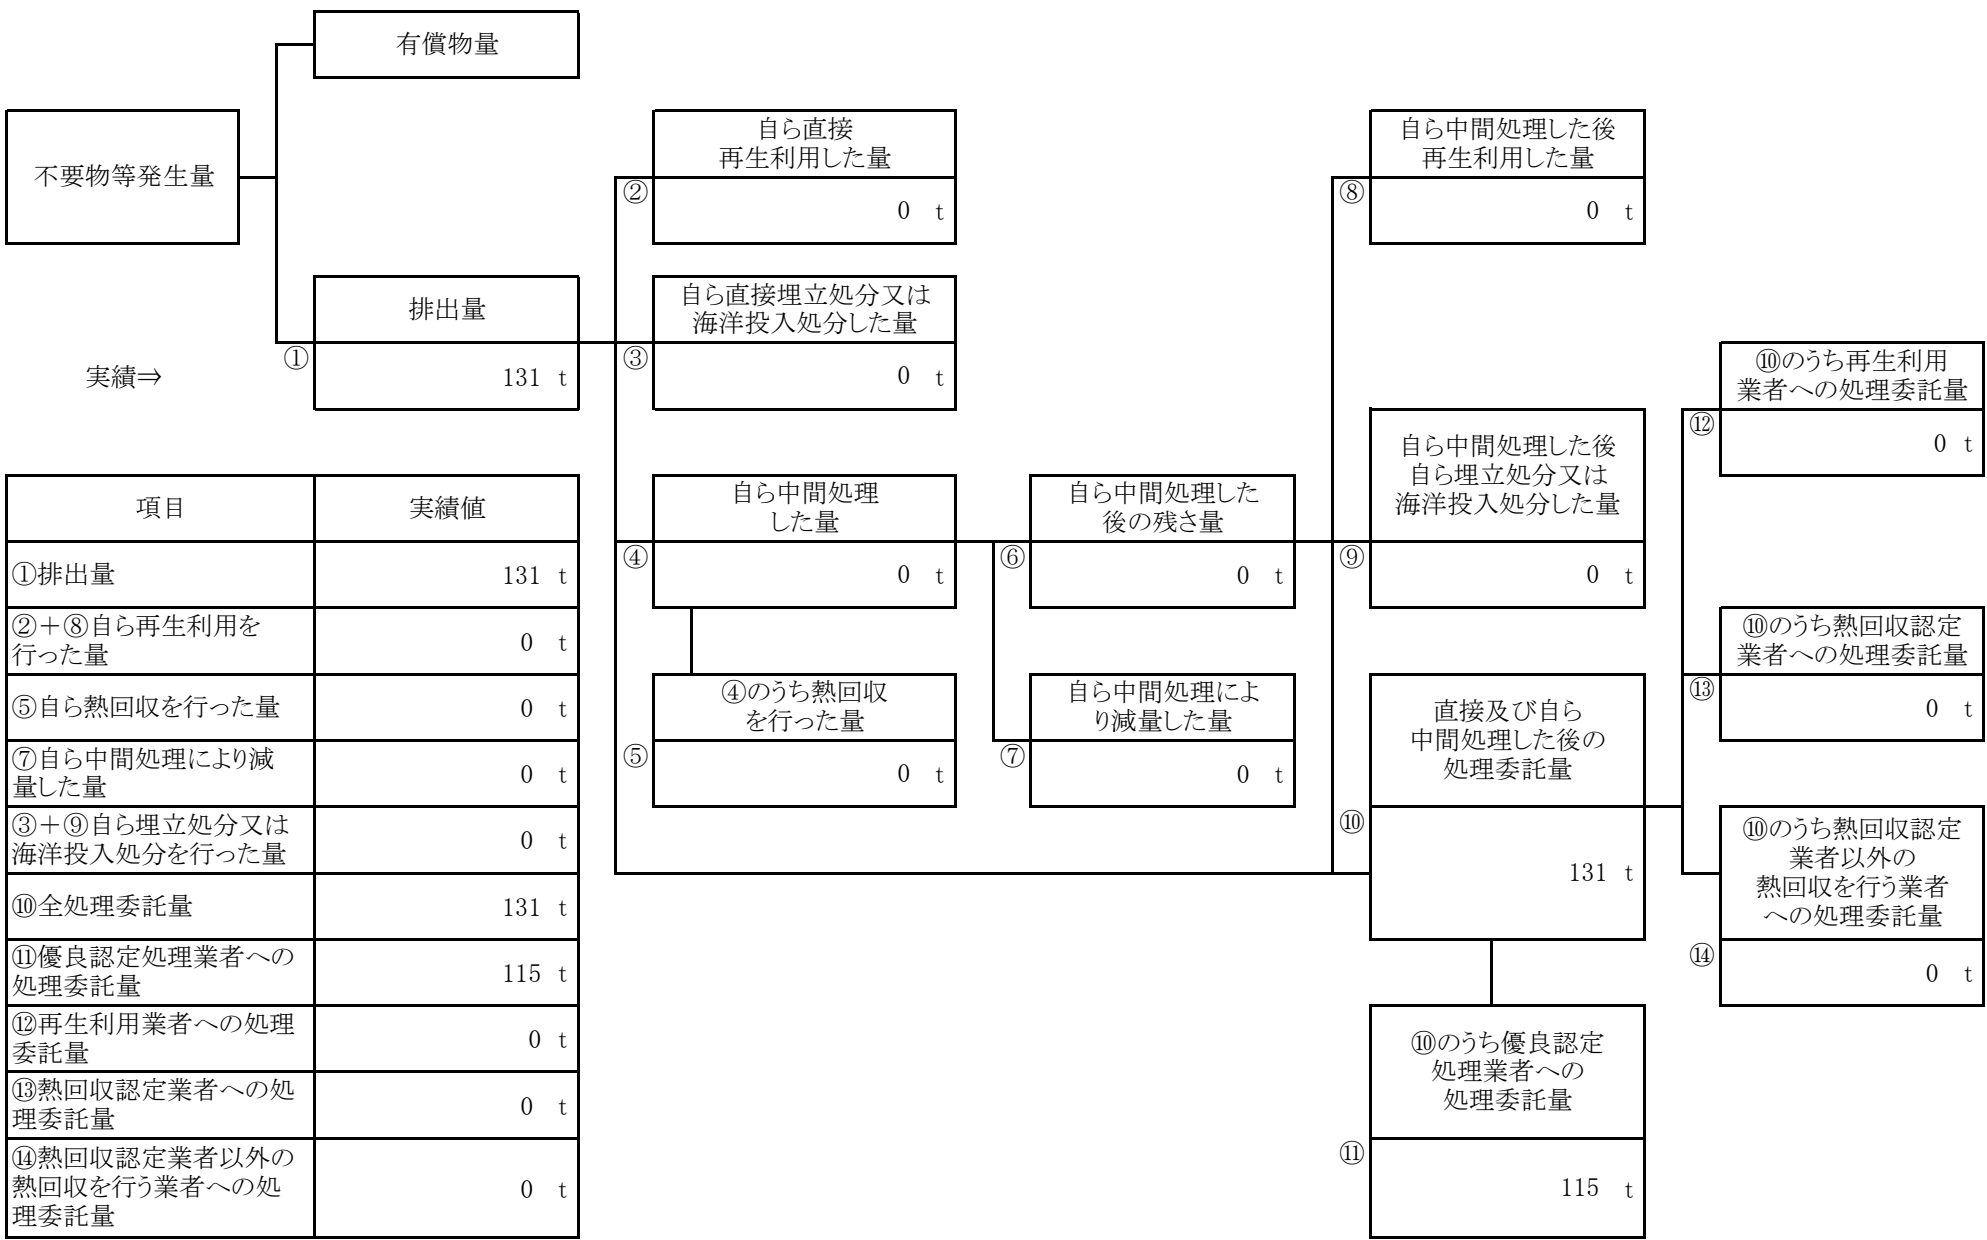 有償物量
不要物等発生量
自ら直接
再生利用した量
②
0 t
自ら中間処理した後
再生利用した量
⑧
0 t
排出量
①
131 t
実績⇒
自ら直接埋立処分又は
海洋投入処分した量
③
0 t
⑩のうち再生利用
業者への処理委託量
⑫
0 t
自ら中間処理
した量
④
0 t
自ら中間処理した
後の残さ量
⑥
0 t
自ら中間処理した後
自ら埋立処分又は
海洋投入処分した量
⑨
0 t
⑩のうち熱回収認定
業者への処理委託量
⑬
0 t
④のうち熱回収
を行った量
⑤
0 t
自ら中間処理によ
り減量した量
⑦
0 t
直接及び自ら
中間処理した後の
処理委託量
⑩
131 t
⑩のうち熱回収認定
業者以外の
熱回収を行う業者
への処理委託量
⑭
0 t
⑩のうち優良認定
処理業者への
処理委託量
⑪
115 t
項目 実績値
①排出量 131 t
②＋⑧自ら再生利用を
行った量 0 t
⑤自ら熱回収を行った量 0 t
⑦自ら中間処理により減
量した量 0 t
③＋⑨自ら埋立処分又は
海洋投入処分を行った量 0 t
⑩全処理委託量 131 t
⑪優良認定処理業者への
処理委託量 115 t
⑫再生利用業者への処理
委託量 0 t
⑬熱回収認定業者への処
理委託量 0 t
⑭熱回収認定業者以外の
熱回収を行う業者への処
理委託量 0 t